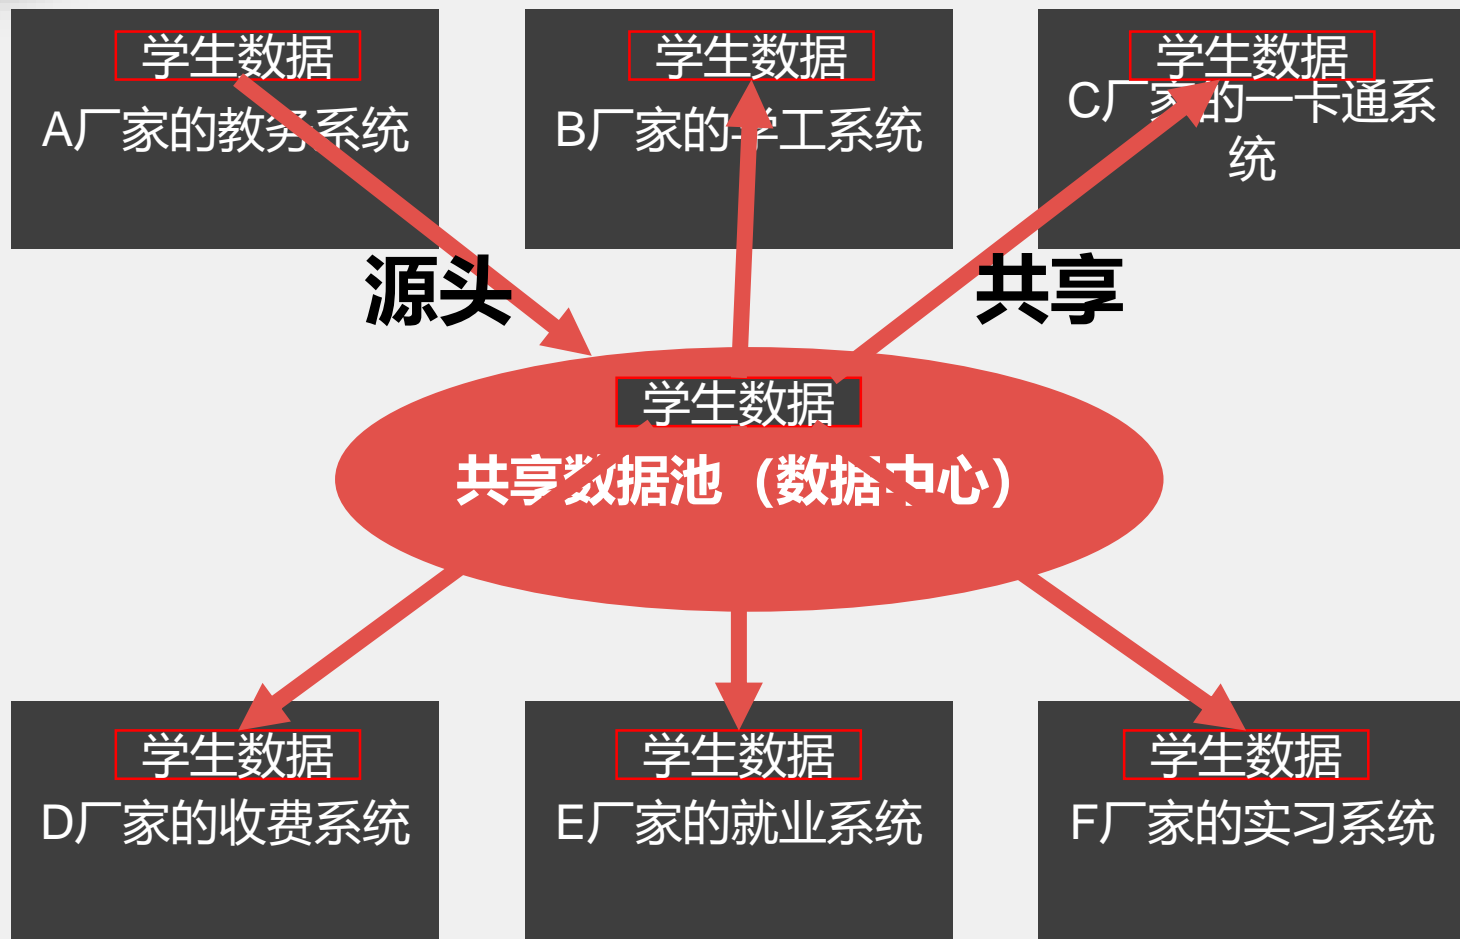 学生数据
A厂家的教务系统
学生数据
B厂家的学工系统
学生数据
C厂家的一卡通系
统
源头
共享
学生数据
共享数据池（数据中心）
学生数据
D厂家的收费系统
学生数据
E厂家的就业系统
学生数据
F厂家的实习系统